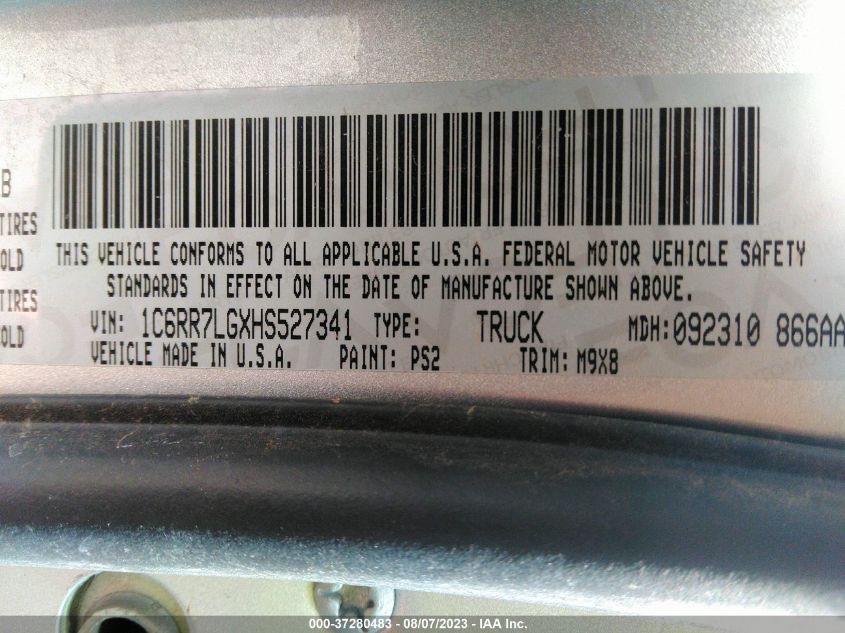 B
TIRES
OLD
TIRES
OLD
THIS VEHICLE CONFORMS TO ALL APPLICABLE U.S.A. FEDERAL MOTOR VEHICLE SAFETY
STANDARDS IN EFFECT ON THE DATE OF MANUFACTURE SHOWN ABOVE.
VIN: 1C6RR7LGXHS527341 TYPE: TRUCK MDH:092310 866AA
VEHICLE MADE IN U.S.A. PAINT: PS2 TRIM: M9X8
000-37280483 - 08/07/2023 - IAA Inc.